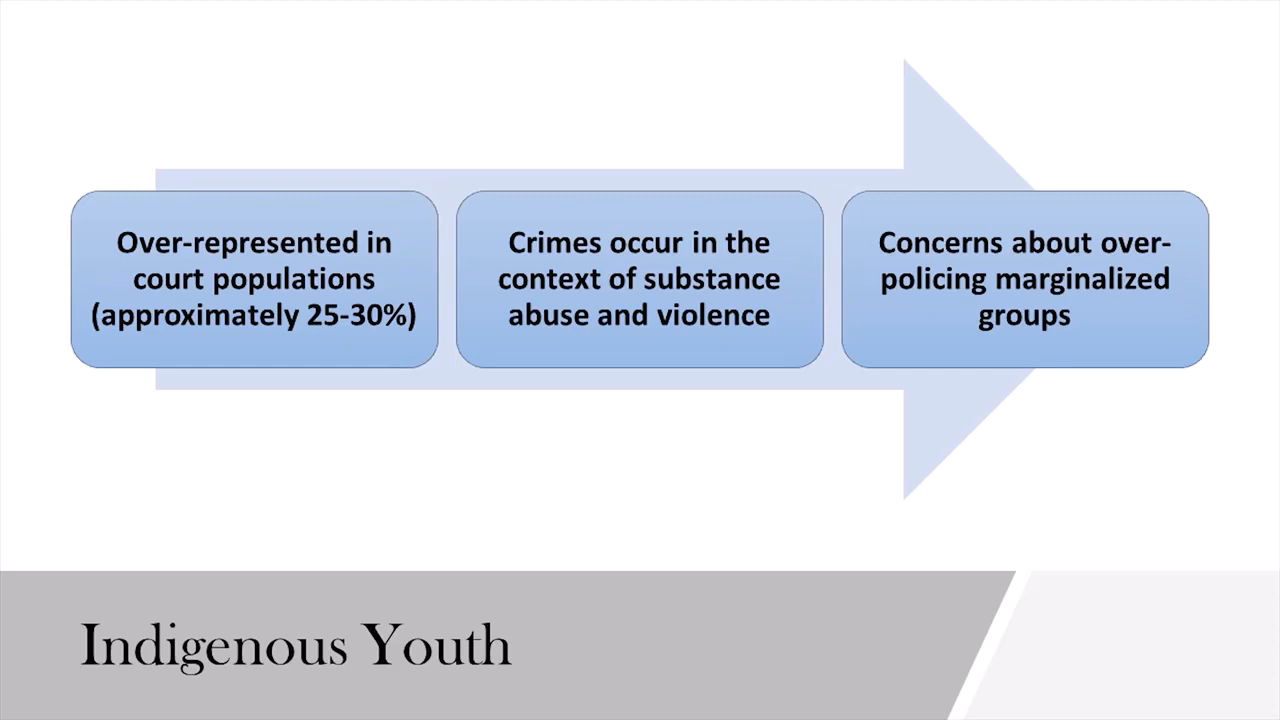 Over-represented in
court populations
(approximately 25-30%)
Crimes occur in the
context of substance
abuse and violence
Concerns about over-
policing marginalized
groups
Indigenous Youth